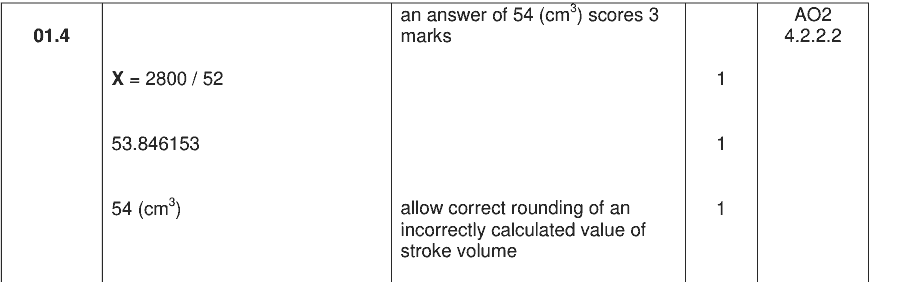 01.4
an answer of 54 (cm³) scores 3
marks
AO2
4.2.2.2
X = 2800 / 52
1
53.846153
1
54 (cm³)
allow correct rounding of an
incorrectly calculated value of
stroke volume
1